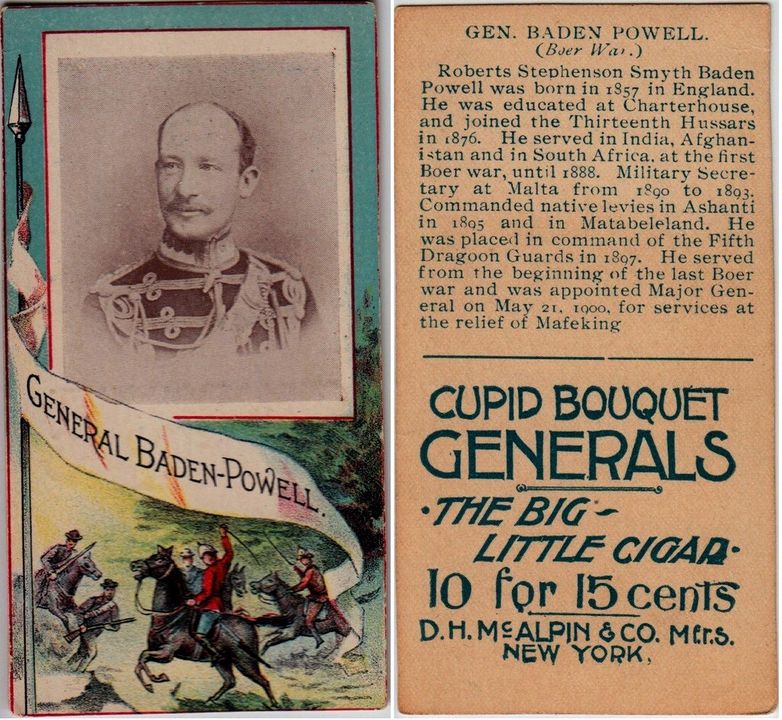 GENERAL BADEN-POWELL.
GEN. BADEN POWELL.
(Boer War.)
Roberts Stephenson Smyth Baden
Powell was born in 1857 in England.
He was educated at Charterhouse,
and joined the Thirteenth Hussars
in 1876. He served in India, Afghan-
istan and in South Africa, at the first
Boer war, until 1888. Military Secre-
tary at Malta from 1890 to 1893.
Commanded native levies in Ashanti
in 1895 and in Matabeleland. He
was placed in command of the Fifth
Dragoon Guards in 1897. He served
from the beginning of the last Boer
war and was appointed Major Gen-
eral on May 21, 1900, for services at
the relief of Mafeking
CUPID BOUQUET
GENERALS
·THE BIG-
LITTLE CIGAR·
10 for 15 cents
D.H. McALPIN & CO. Mfrs.
NEW YORK,